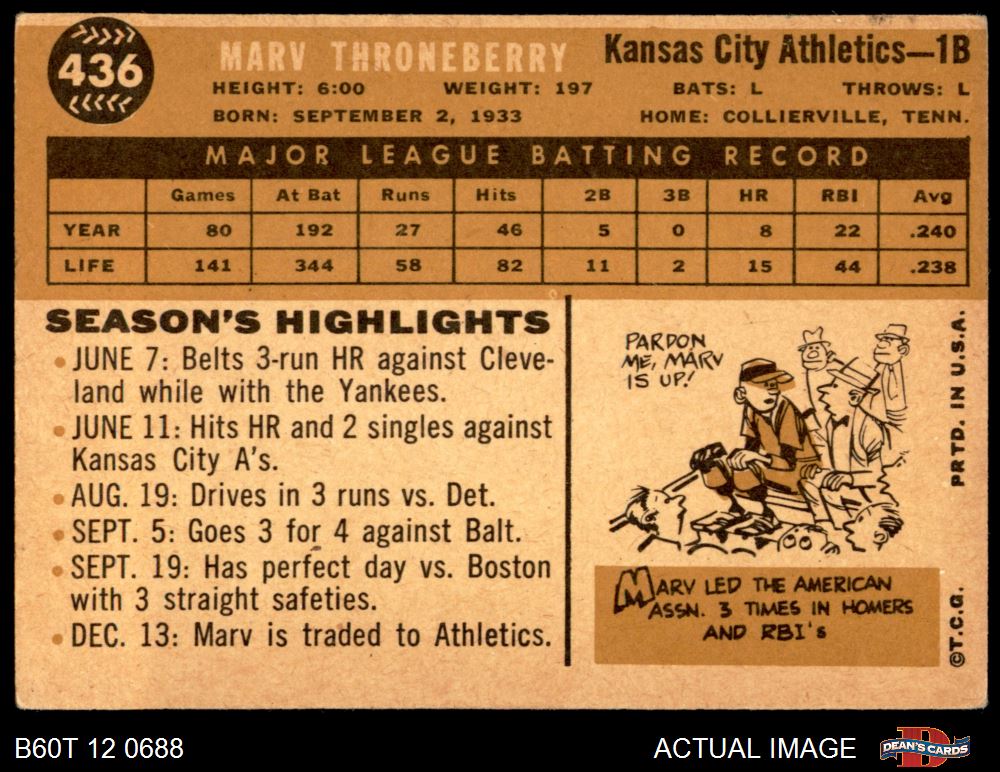 436
MARV THRONEBERRY
Kansas City Athletics—1B
HEIGHT: 6:00 WEIGHT: 197 BATS: L THROWS: L
BORN: SEPTEMBER 2, 1933 HOME: COLLIERVILLE, TENN.
MAJOR LEAGUE BATTING RECORD
Games At Bat Runs Hits 2B 3B HR RBI Avg
YEAR 80 192 27 46 5 0 8 22 .240
LIFE 141 344 58 82 11 2 15 44 .238
SEASON'S HIGHLIGHTS
• JUNE 7: Belts 3-run HR against Cleve-
land while with the Yankees.
• JUNE 11: Hits HR and 2 singles against
Kansas City A's.
• AUG. 19: Drives in 3 runs vs. Det.
• SEPT. 5: Goes 3 for 4 against Balt.
• SEPT. 19: Has perfect day vs. Boston
with 3 straight safeties.
• DEC. 13: Marv is traded to Athletics.
PARDON
ME, MARV
IS UP!
MARV LED THE AMERICAN
ASSN. 3 TIMES IN HOMERS
AND RBI's
©T.C.G. PRTD. IN U.S.A.
B60T 12 0688
ACTUAL IMAGE
DEAN'S CARDS